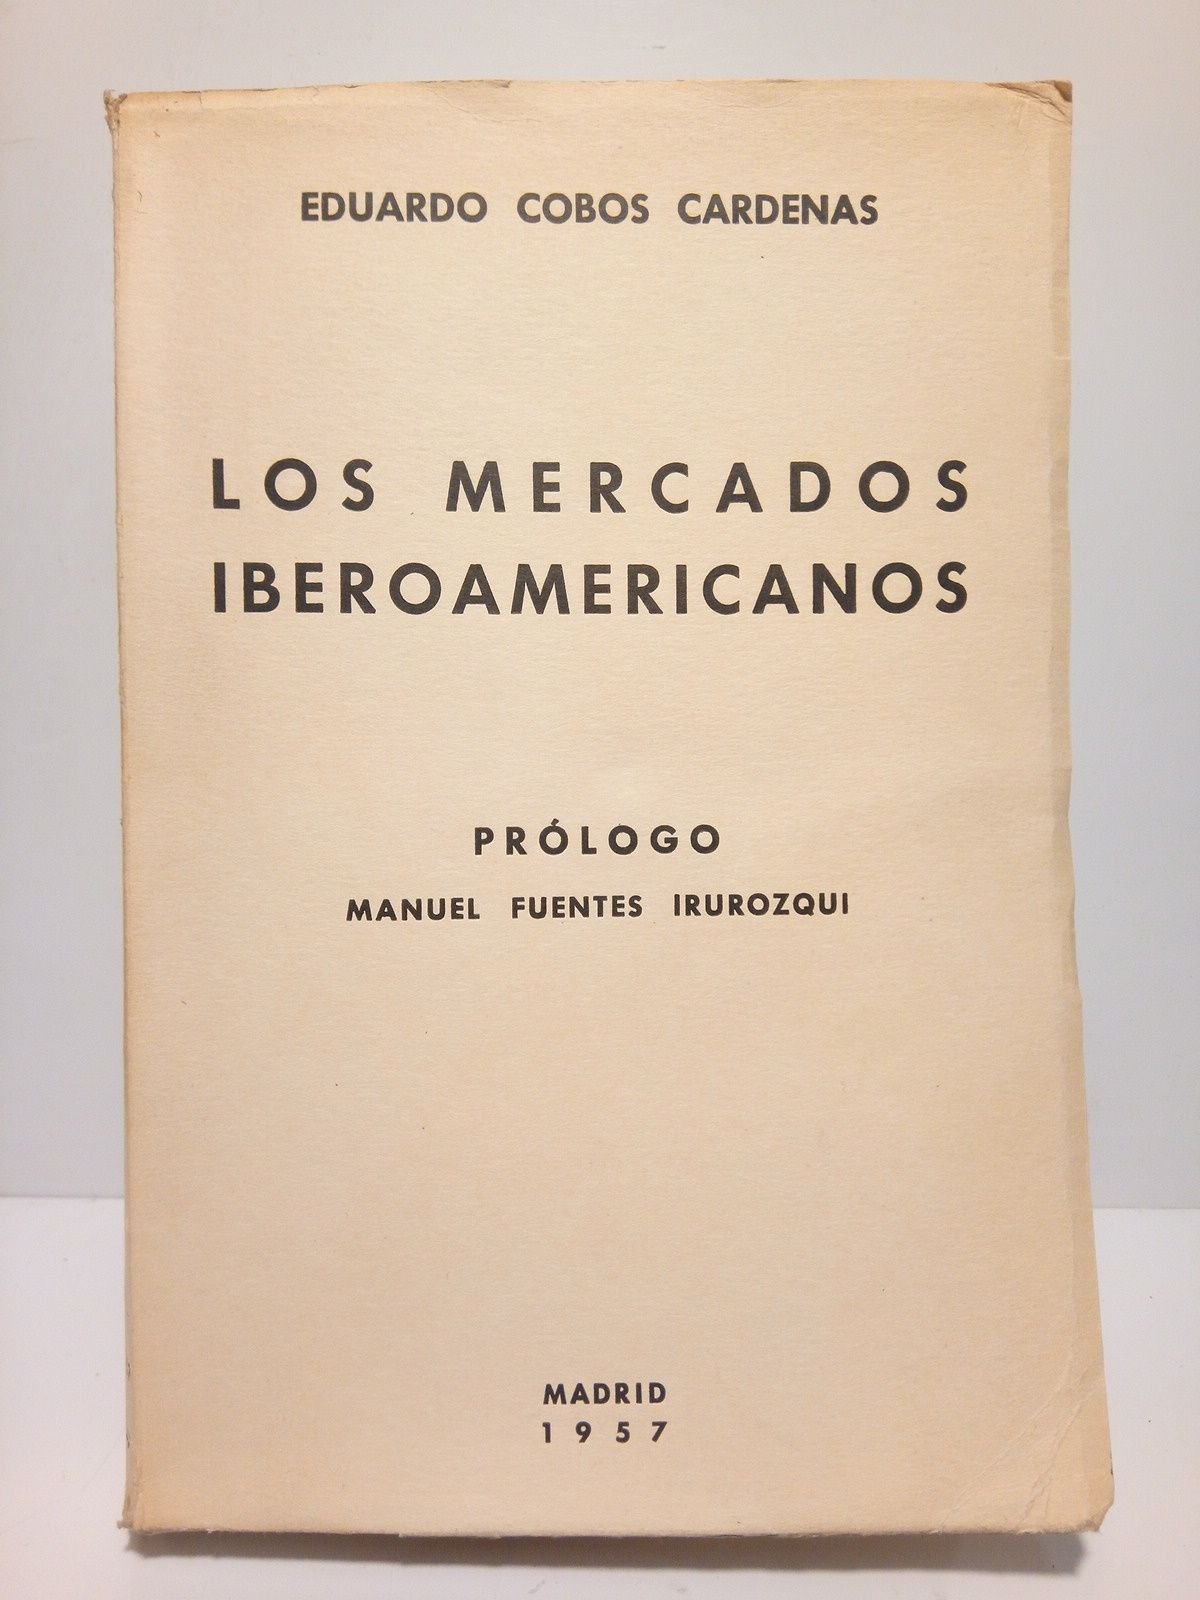 EDUARDO COBOS CARDENAS
LOS MERCADOS
IBEROAMERICANOS
PRÓLOGO
MANUEL FUENTES IRUROZQUI
MADRID
1957